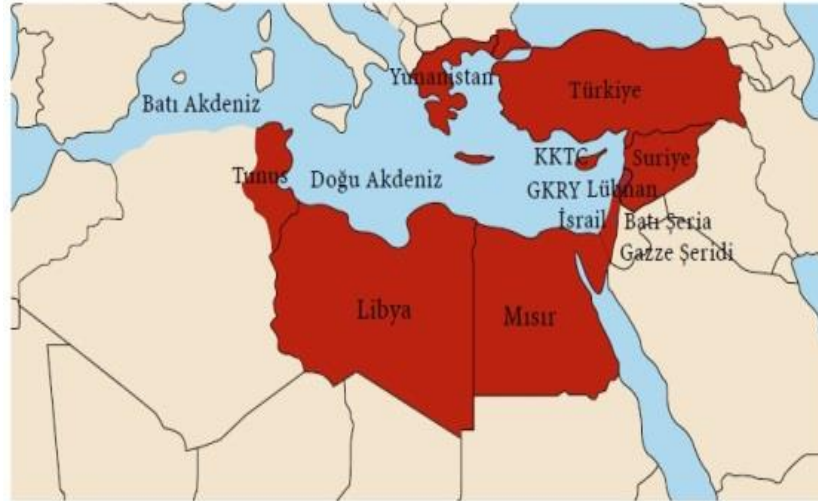 Yunanistan
Türkiye
Batı Akdeniz
KKTC
Suriye
Tunus
Doğu Akdeniz
GKRY Lübnan
İsrail
Batı Şeria
Gazze Şeridi
Libya
Mısır